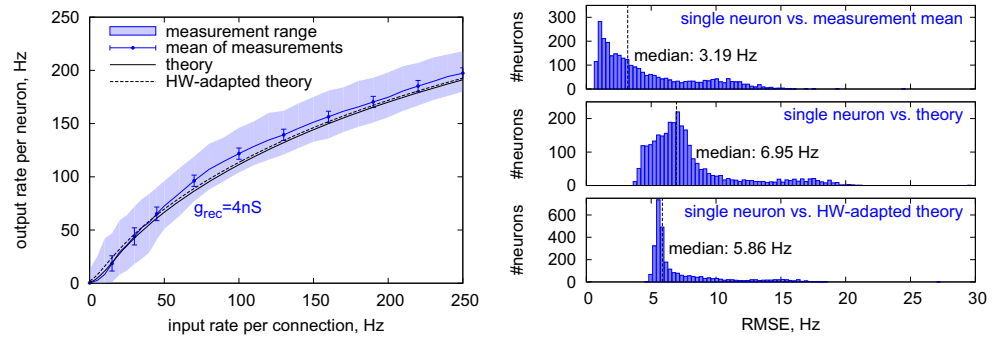 output rate per neuron, Hz
200
150
100
50
0
measurement range
mean of measurements
theory
HW-adapted theory
g_rec=4nS
0 50 100 150 200 250
input rate per connection, Hz
#neurons
300
200
100
0
single neuron vs. measurement mean
median: 3.19 Hz
#neurons
200
100
0
single neuron vs. theory
median: 6.95 Hz
#neurons
600
400
200
0
single neuron vs. HW-adapted theory
median: 5.86 Hz
0 5 10 15 20 25 30
RMSE, Hz